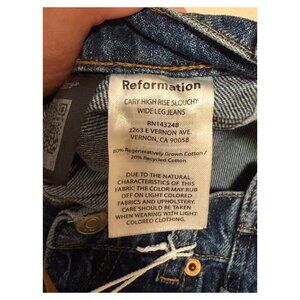 Reformation
CARY HIGH RISE SLOUCHY
WIDE LEG JEANS
RN143248
2263 E VERNON AVE.
VERNON, CA 90058
80% Regeneratively Grown Cotton /
20% Recycled Cotton
DUE TO THE NATURAL
CHARACTERISTICS OF THIS
FABRIC THE COLOR MAY RUB
OFF ON LIGHT COLORED
FABRICS AND UPHOLSTERY.
CARE SHOULD BE TAKEN
WHEN WEARING WITH LIGHT
COLORED CLOTHING.